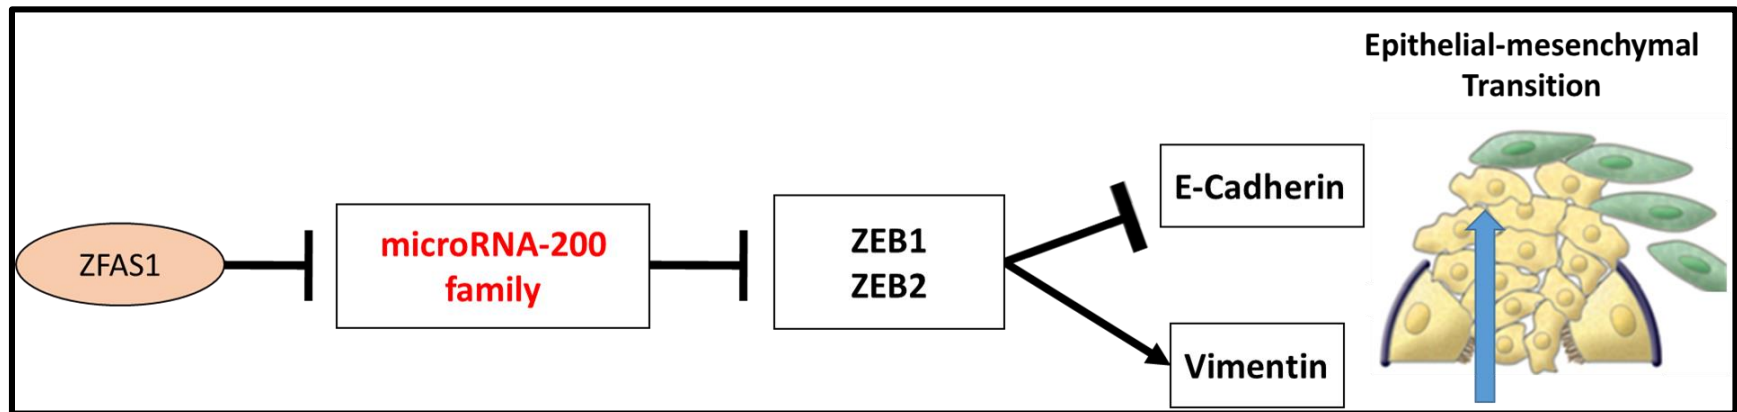 Epithelial-mesenchymal
Transition
ZFAS1
microRNA-200
family
ZEB1
ZEB2
E-Cadherin
Vimentin